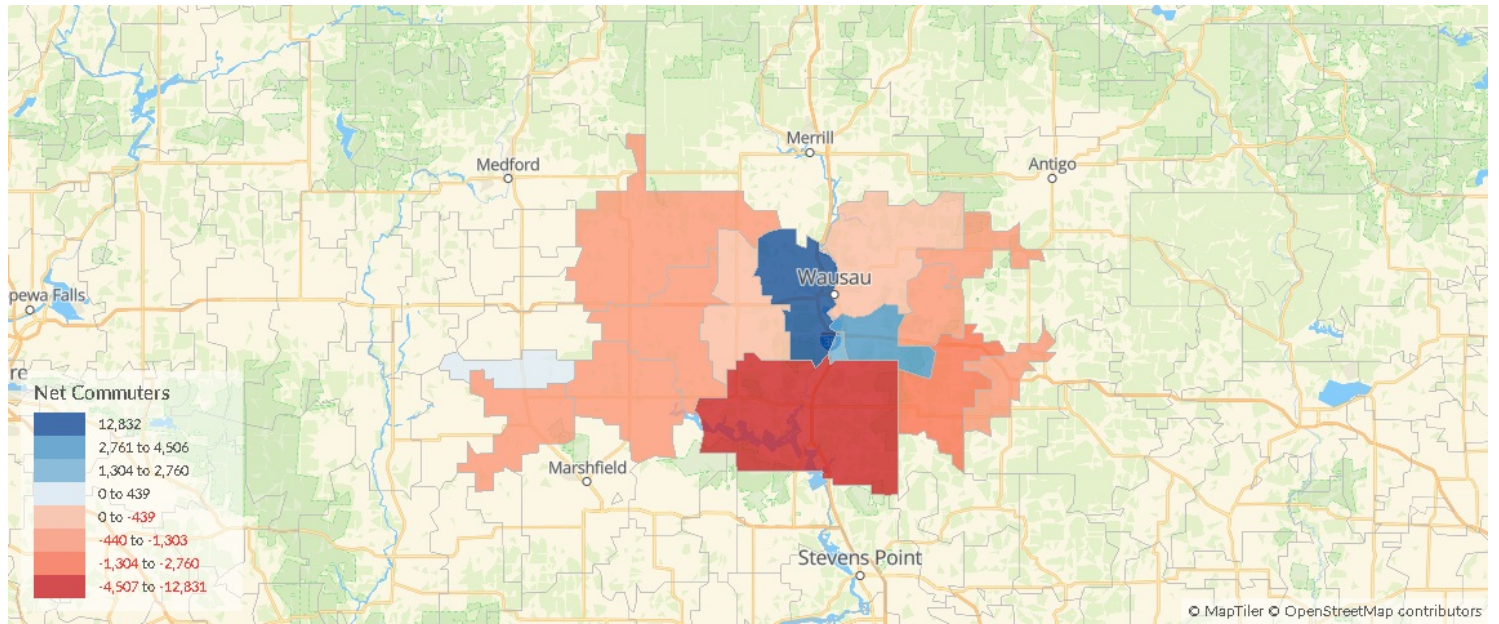 Merrill
Medford
Antigo
Wausau
pewa Falls
re
Net Commuters
12,832
2,761 to 4,506
1,304 to 2,760
0 to 439
0 to -439
-440 to -1,303
-1,304 to -2,760
-4,507 to -12,831
Marshfield
Stevens Point
© MapTiler © OpenStreetMap contributors